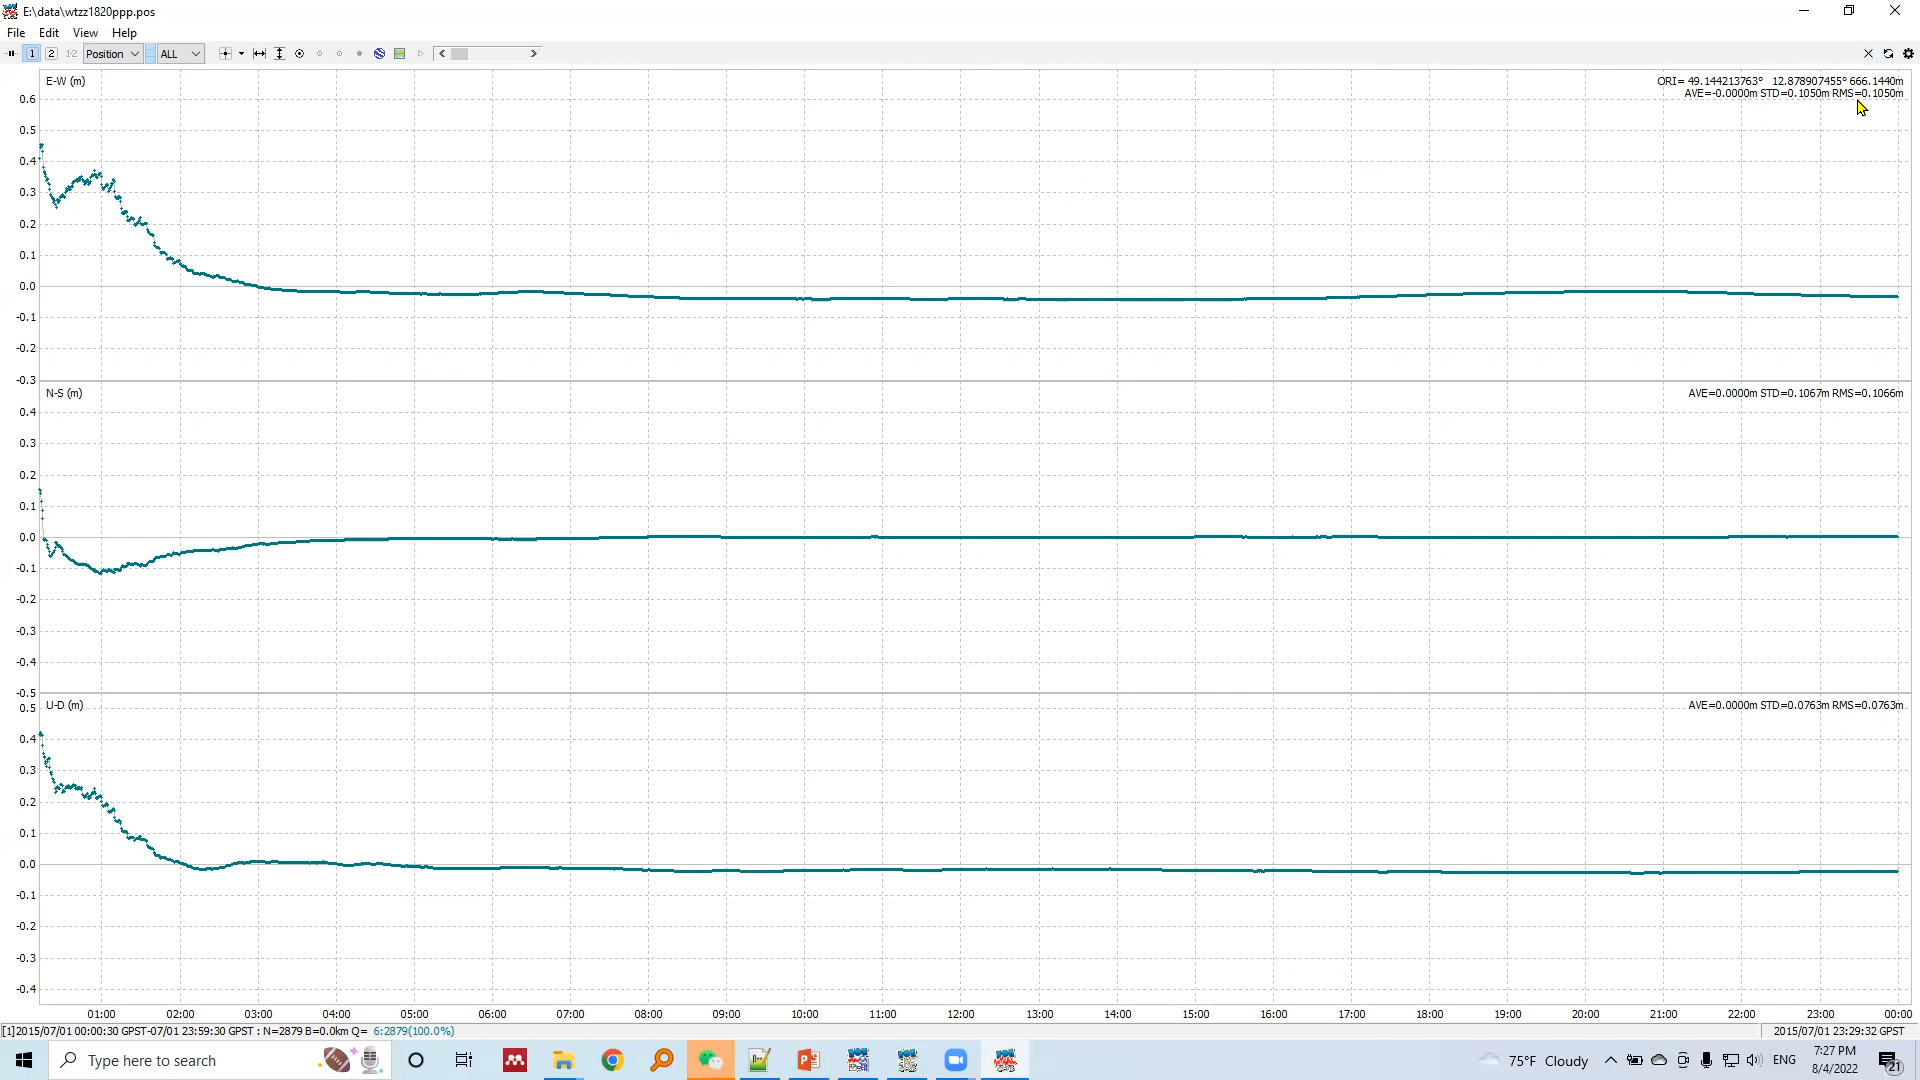 E:\data\wtzz1820ppp.pos
File Edit View Help
1 2 1-2 Position ALL
E-W (m)
ORI= 49.144213763° 12.878907455° 666.1440m
AVE=-0.0000m STD=0.1050m RMS=0.1050m
0.6
0.5
0.4
0.3
0.2
0.1
0.0
-0.1
-0.2
-0.3
N-S (m)
AVE=0.0000m STD=0.1067m RMS=0.1066m
0.4
0.3
0.2
0.1
0.0
-0.1
-0.2
-0.3
-0.4
-0.5
U-D (m)
AVE=0.0000m STD=0.0763m RMS=0.0763m
0.5
0.4
0.3
0.2
0.1
0.0
-0.1
-0.2
-0.3
-0.4
01:00 02:00 03:00 04:00 05:00 06:00 07:00 08:00 09:00 10:00 11:00 12:00 13:00 14:00 15:00 16:00 17:00 18:00 19:00 20:00 21:00 22:00 23:00 00:00
[1]2015/07/01 00:00:30 GPST-07/01 23:59:30 GPST : N=2879 B=0.0km Q= 6:2879(100.0%)
2015/07/01 23:29:32 GPST
Type here to search
75°F Cloudy
ENG
7:27 PM
8/4/2022
21